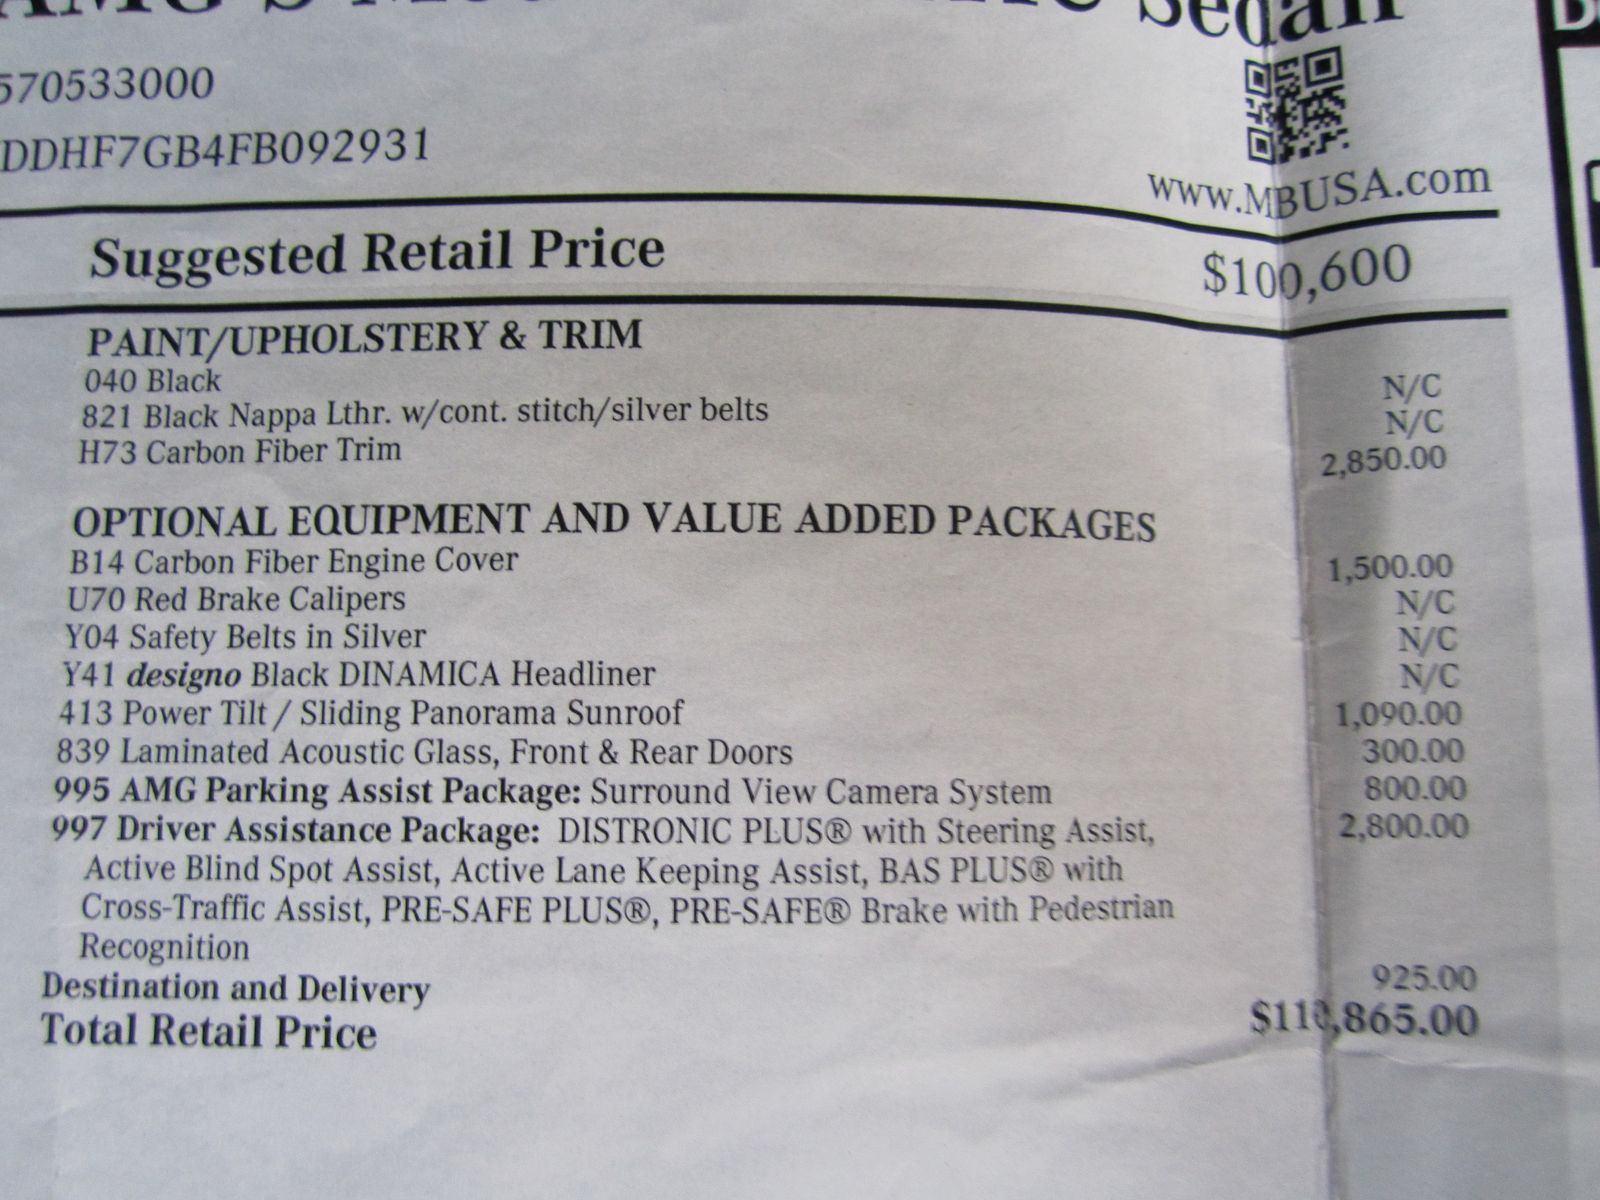 Sedan
570533000
DDHF7GB4FB092931
www.MBUSA.com
Suggested Retail Price $100,600
PAINT/UPHOLSTERY & TRIM
040 Black N/C
821 Black Nappa Lthr. w/cont. stitch/silver belts N/C
H73 Carbon Fiber Trim 2,850.00
OPTIONAL EQUIPMENT AND VALUE ADDED PACKAGES
B14 Carbon Fiber Engine Cover 1,500.00
U70 Red Brake Calipers N/C
Y04 Safety Belts in Silver N/C
Y41 designo Black DINAMICA Headliner N/C
413 Power Tilt / Sliding Panorama Sunroof 1,090.00
839 Laminated Acoustic Glass, Front & Rear Doors 300.00
995 AMG Parking Assist Package: Surround View Camera System 800.00
997 Driver Assistance Package: DISTRONIC PLUS® with Steering Assist, 2,800.00
Active Blind Spot Assist, Active Lane Keeping Assist, BAS PLUS® with
Cross-Traffic Assist, PRE-SAFE PLUS®, PRE-SAFE® Brake with Pedestrian
Recognition
Destination and Delivery 925.00
Total Retail Price $110,865.00